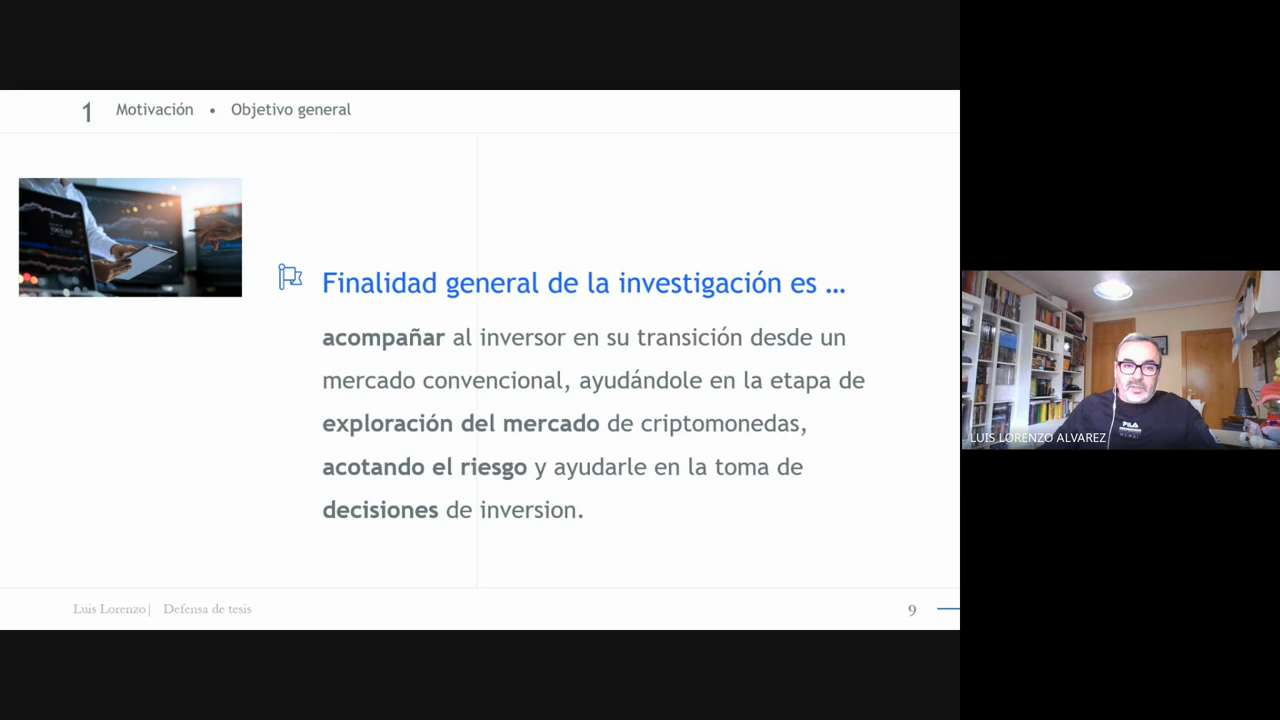 1 Motivación • Objetivo general
Finalidad general de la investigación es ...
acompañar al inversor en su transición desde un
mercado convencional, ayudándole en la etapa de
exploración del mercado de criptomonedas,
acotando el riesgo y ayudarle en la toma de
decisiones de inversion.
Luis Lorenzo| Defensa de tesis
9
FILA
LUIS LORENZO ALVAREZ